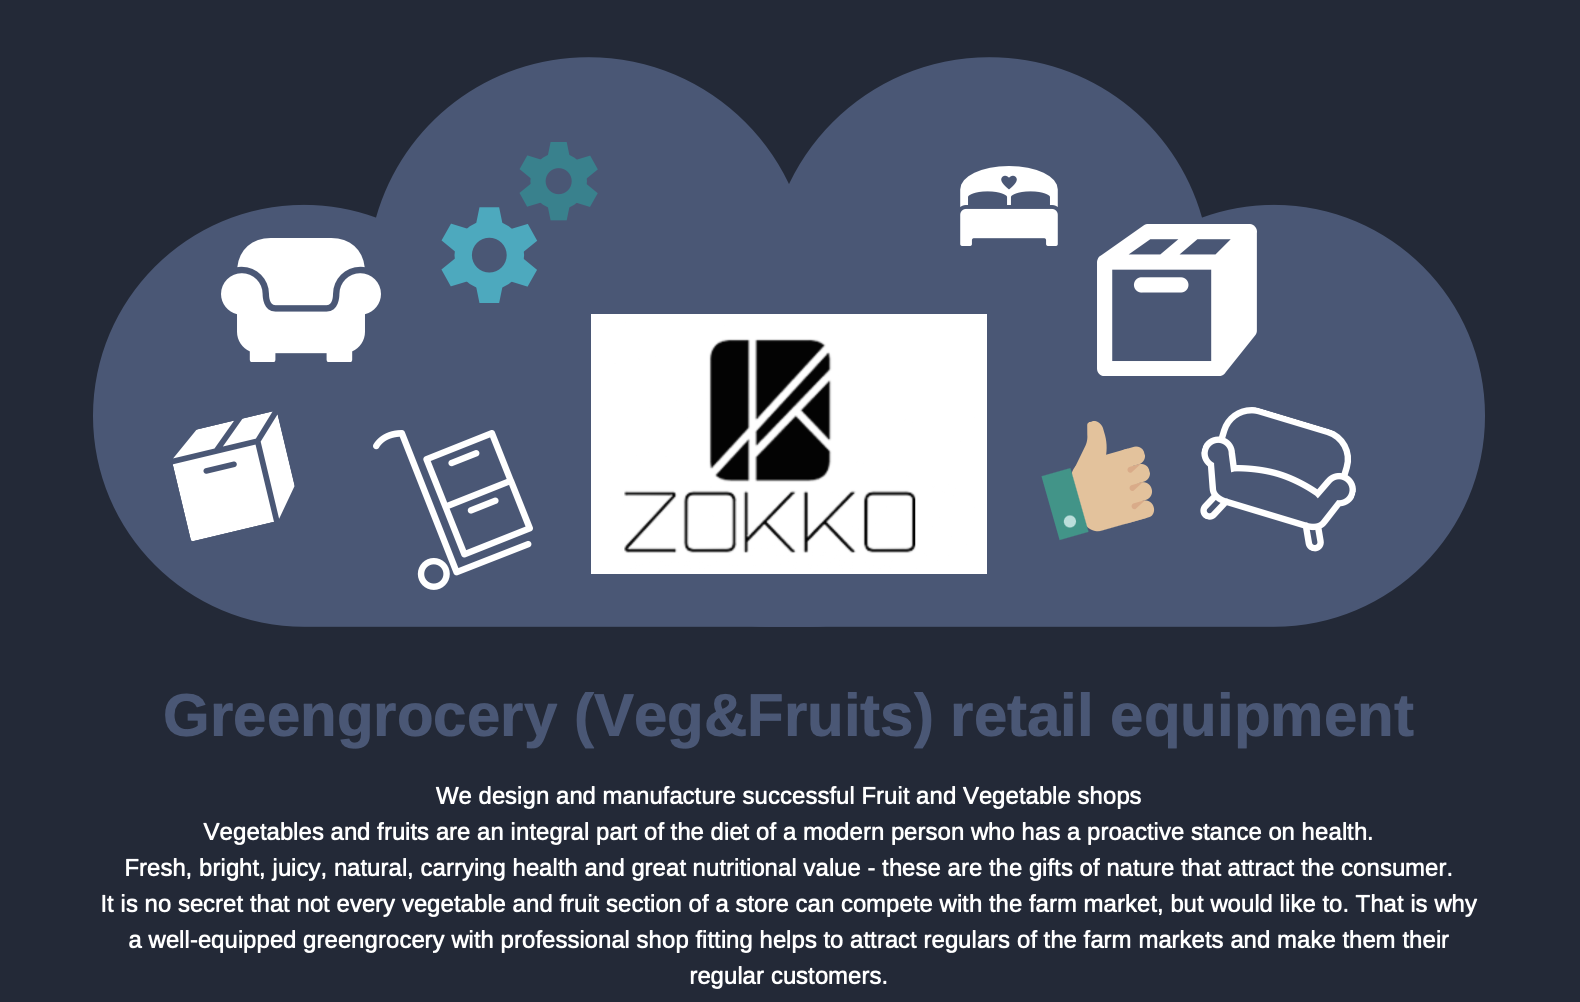 ZOKKO
Greengrocery (Veg&Fruits) retail equipment
We design and manufacture successful Fruit and Vegetable shops
Vegetables and fruits are an integral part of the diet of a modern person who has a proactive stance on health.
Fresh, bright, juicy, natural, carrying health and great nutritional value - these are the gifts of nature that attract the consumer.
It is no secret that not every vegetable and fruit section of a store can compete with the farm market, but would like to. That is why
a well-equipped greengrocery with professional shop fitting helps to attract regulars of the farm markets and make them their
regular customers.